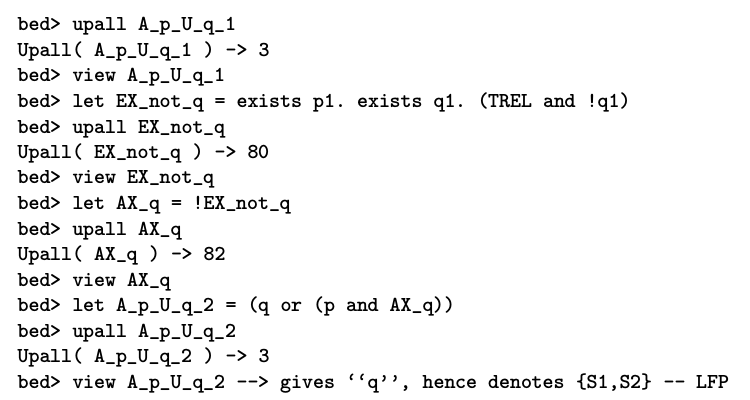 bed> upall A_p_U_q_1
Upall( A_p_U_q_1 ) -> 3
bed> view A_p_U_q_1
bed> let EX_not_q = exists p1. exists q1. (TREL and !q1)
bed> upall EX_not_q
Upall( EX_not_q ) -> 80
bed> view EX_not_q
bed> let AX_q = !EX_not_q
bed> upall AX_q
Upall( AX_q ) -> 82
bed> view AX_q
bed> let A_p_U_q_2 = (q or (p and AX_q))
bed> upall A_p_U_q_2
Upall( A_p_U_q_2 ) -> 3
bed> view A_p_U_q_2 --> gives ‘‘q’’, hence denotes {S1,S2} -- LFP